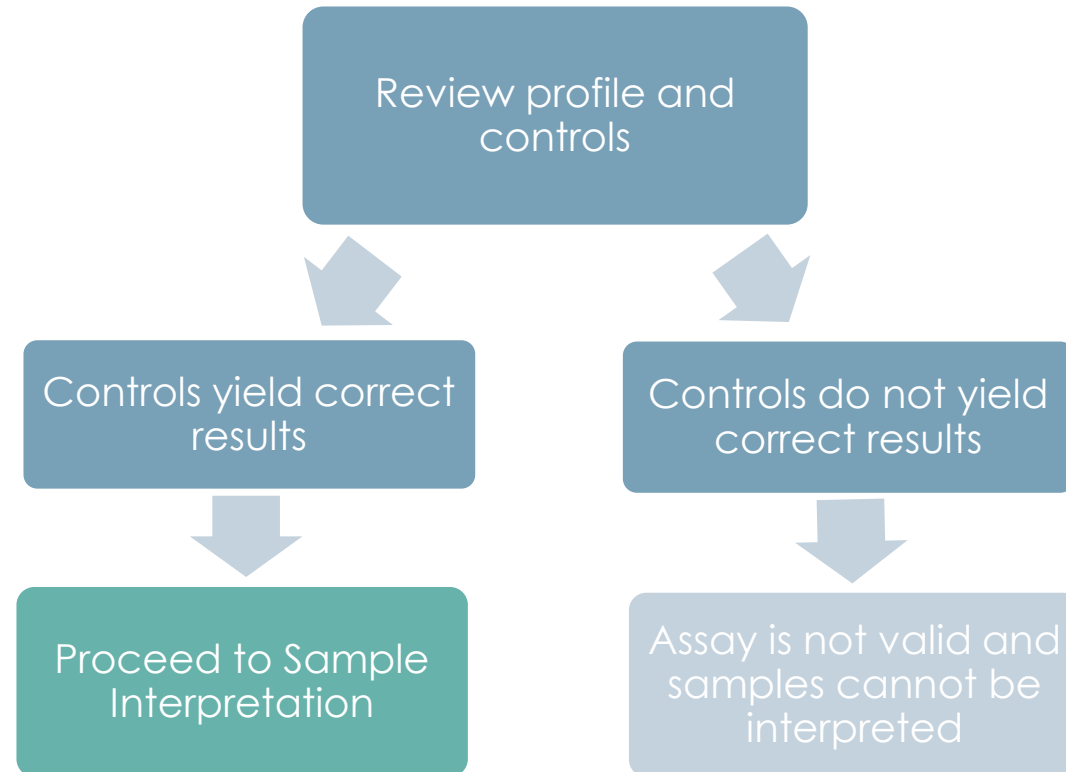 Review profile and
controls
Controls yield correct
results
Controls do not yield
correct results
Proceed to Sample
Interpretation
Assay is not valid and
samples cannot be
interpreted